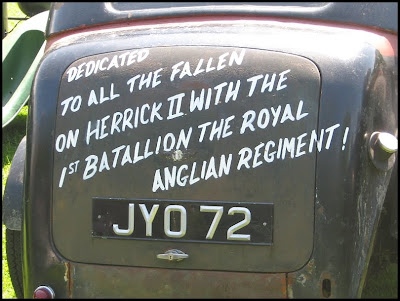 DEDICATED
TO ALL THE FALLEN
ON HERRICK II WITH THE
1ST BATALLION THE ROYAL
ANGLIAN REGIMENT!
JYO 72